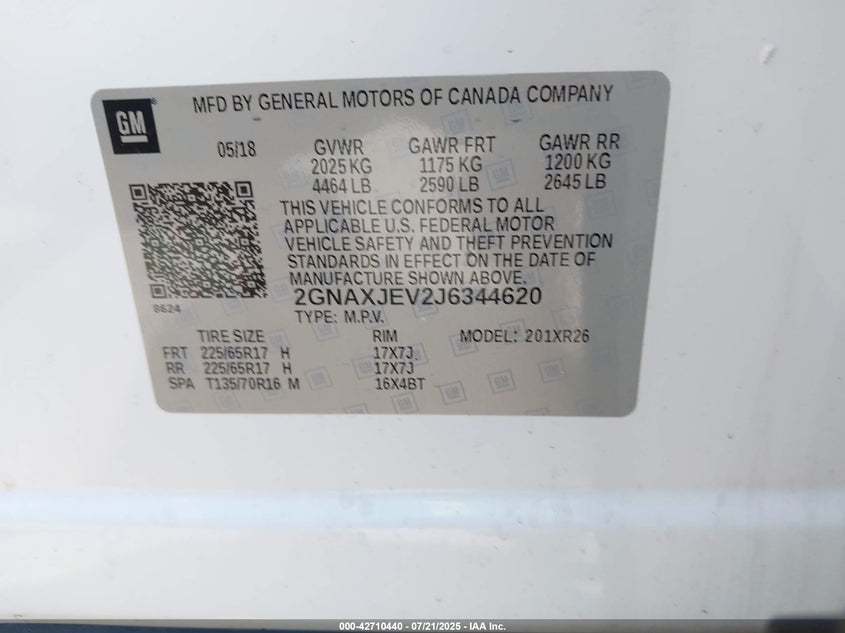 GM
MFD BY GENERAL MOTORS OF CANADA COMPANY
05/18 GVWR GAWR FRT GAWR RR
2025 KG 1175 KG 1200 KG
4464 LB 2590 LB 2645 LB
THIS VEHICLE CONFORMS TO ALL
APPLICABLE U.S. FEDERAL MOTOR
VEHICLE SAFETY AND THEFT PREVENTION
STANDARDS IN EFFECT ON THE DATE OF
MANUFACTURE SHOWN ABOVE.
8624
2GNAXJEV2J6344620
TYPE: M.P.V.
TIRE SIZE RIM MODEL: 201XR26
FRT 225/65R17 H 17X7J
RR 225/65R17 H 17X7J
SPA T135/70R16 M 16X4BT
000-42710440 - 07/21/2025 - IAA Inc.